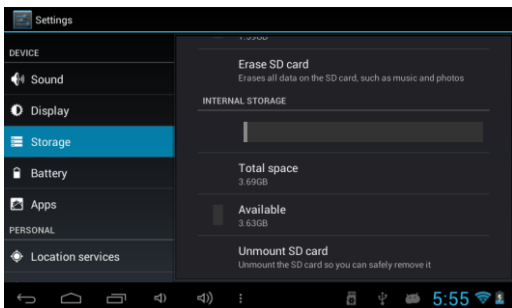 Settings
DEVICE
Sound
Display
Storage
Battery
Apps
PERSONAL
Location services
Erase SD card
Erases all data on the SD card, such as music and photos
INTERNAL STORAGE
Total space
3.69GB
Available
3.63GB
Unmount SD card
Unmount the SD card so you can safely remove it
5:55